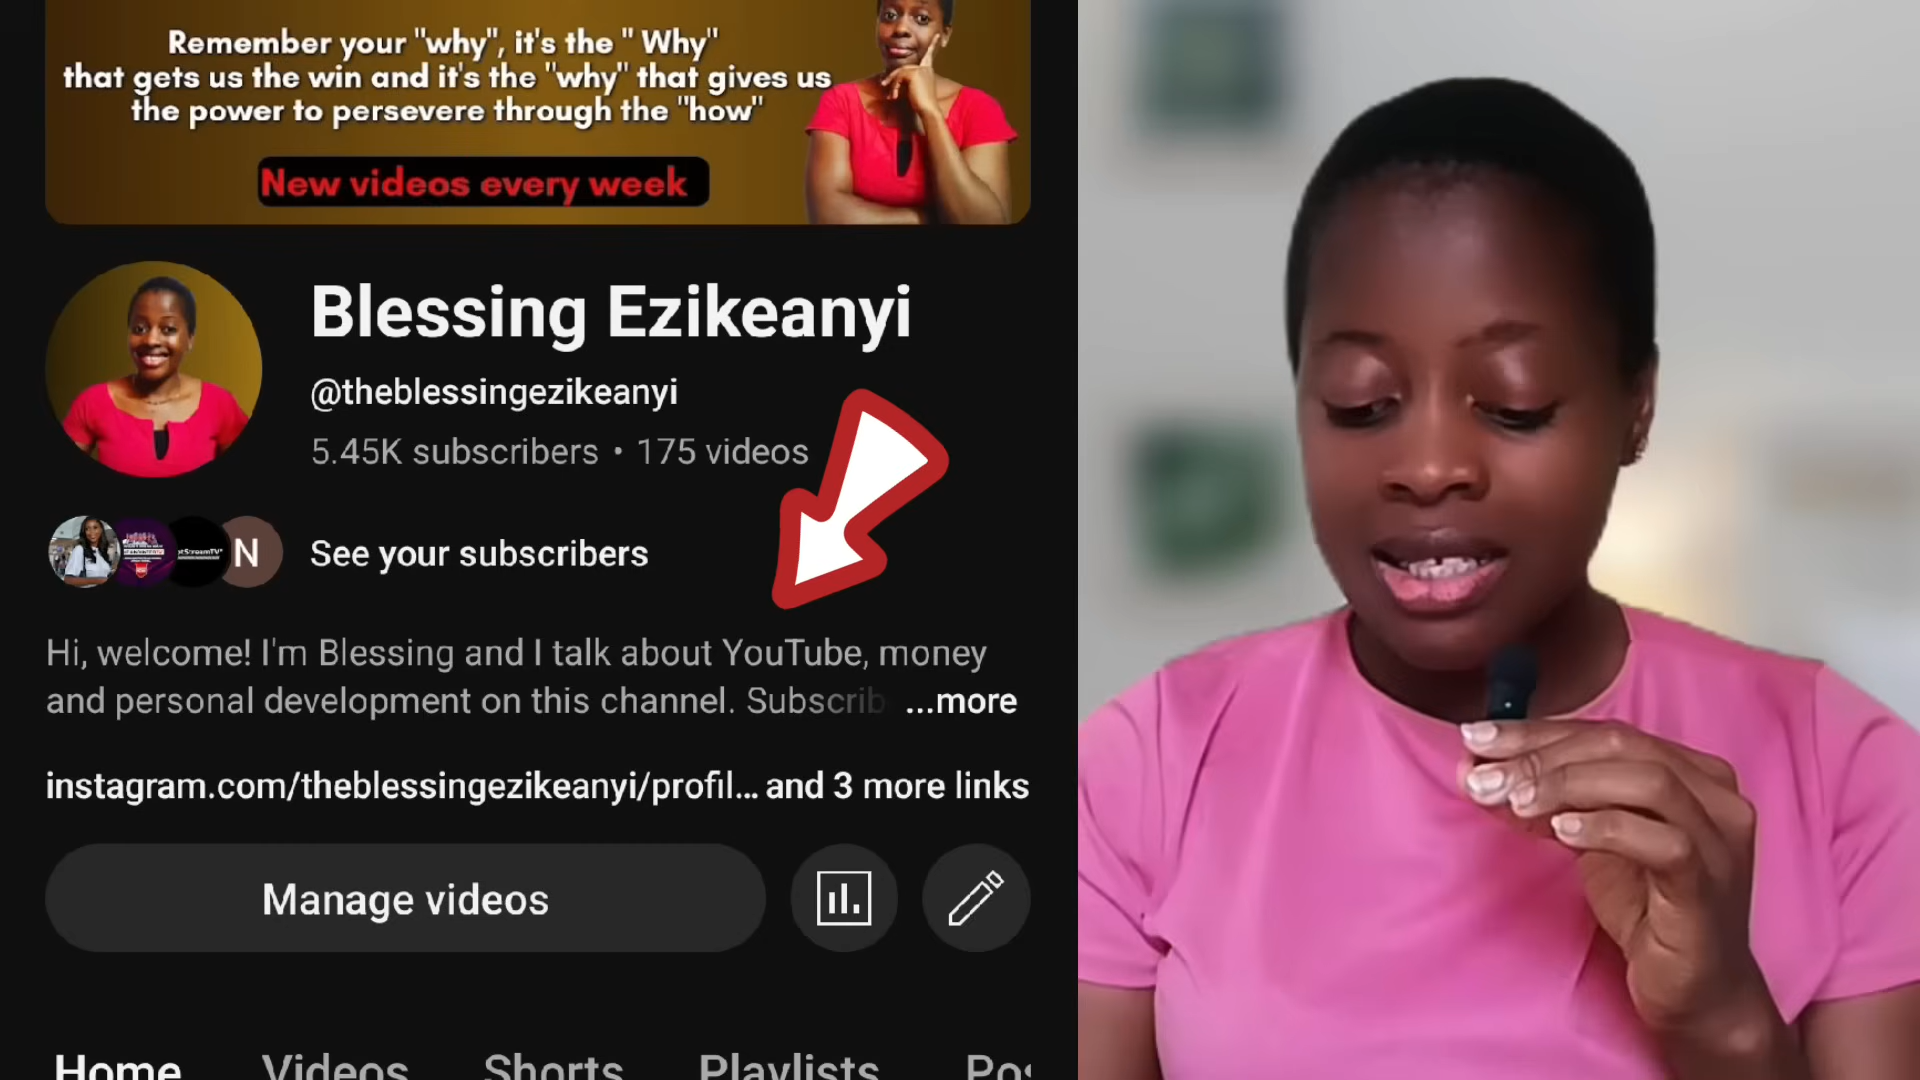 Remember your "why", it's the " Why"
that gets us the win and it's the "why" that gives us
the power to persevere through the "how"
New videos every week
Blessing Ezikeanyi
@theblessingezikeanyi
5.45K subscribers • 175 videos
N
See your subscribers
Hi, welcome! I'm Blessing and I talk about YouTube, money
and personal development on this channel. Subscrib ...more
instagram.com/theblessingezikeanyi/profil... and 3 more links
Manage videos
Home Videos Shorts Playlists Pos